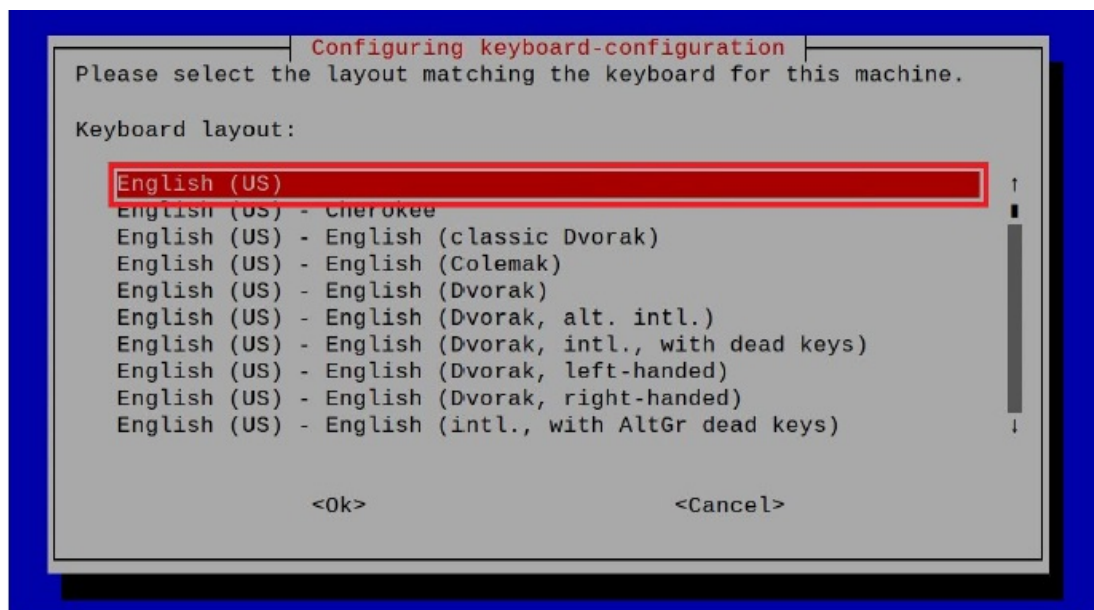 Configuring keyboard-configuration
Please select the layout matching the keyboard for this machine.
Keyboard layout:
English (US)
English (US) - Cherokee
English (US) - English (classic Dvorak)
English (US) - English (Colemak)
English (US) - English (Dvorak)
English (US) - English (Dvorak, alt. intl.)
English (US) - English (Dvorak, intl., with dead keys)
English (US) - English (Dvorak, left-handed)
English (US) - English (Dvorak, right-handed)
English (US) - English (intl., with AltGr dead keys)
<Ok> <Cancel>